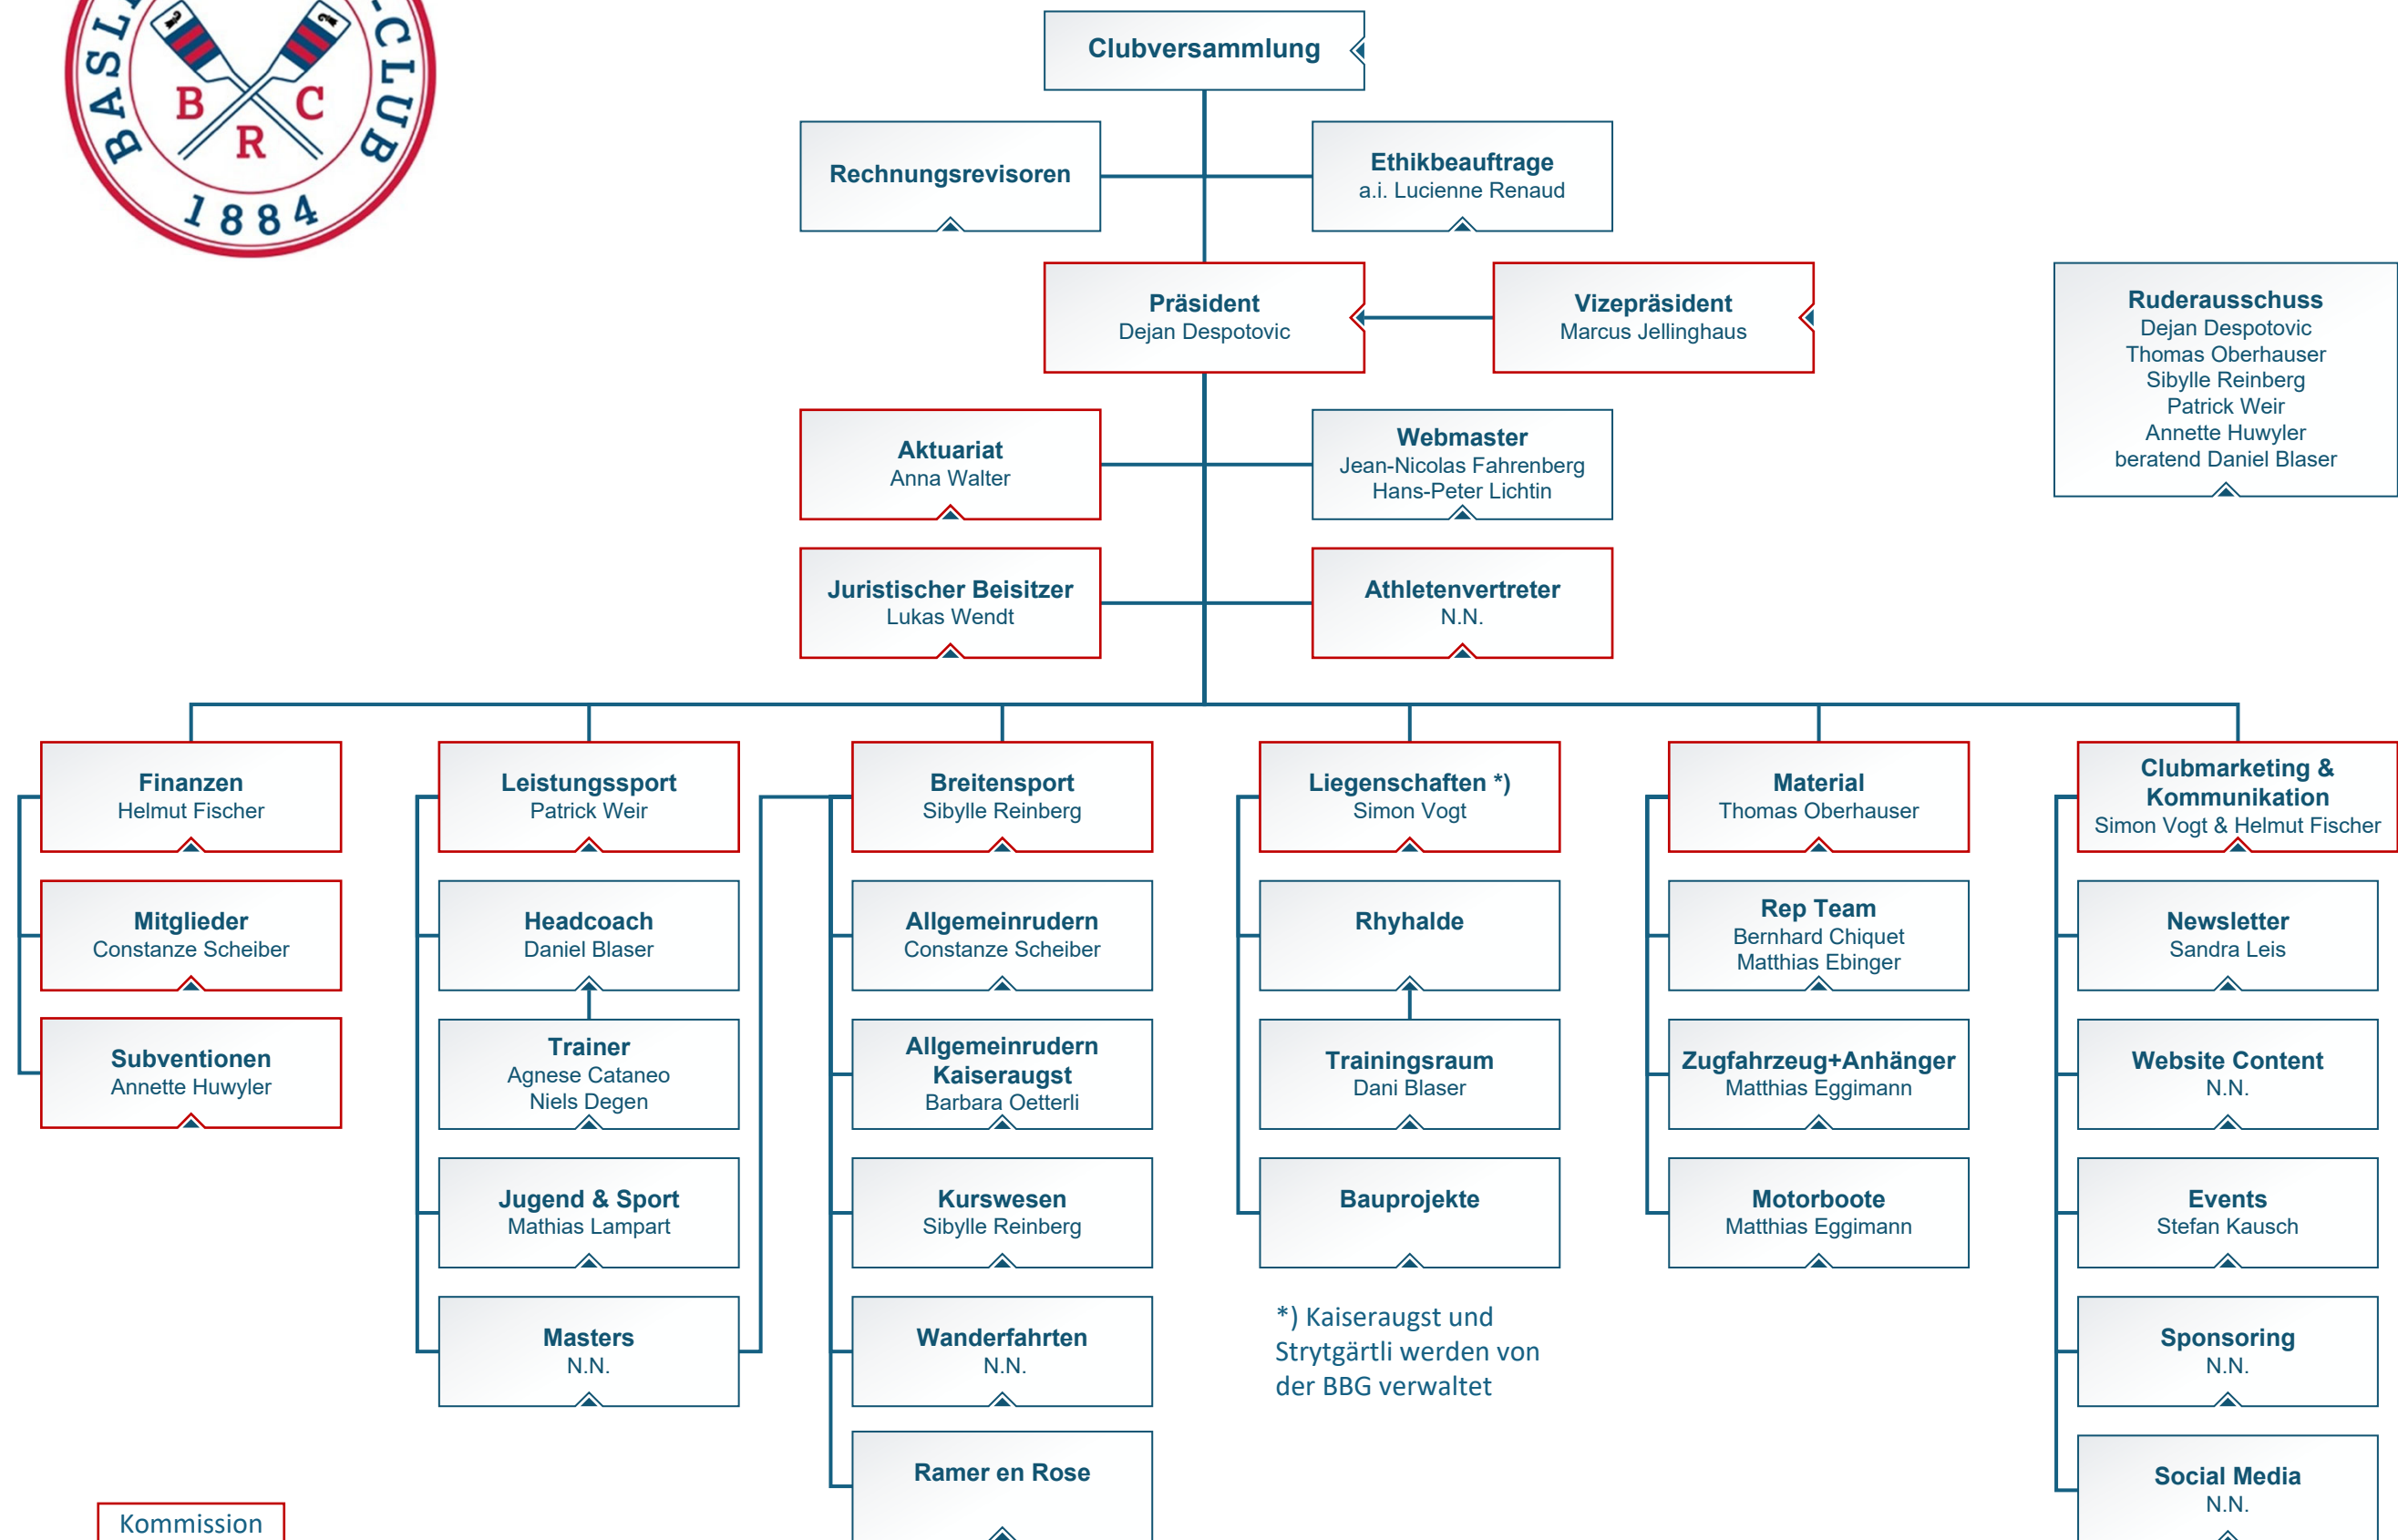 B
R
C
1884
CLUB
Clubversammlung
Rechnungsrevisoren
Ethikbeauftrage
a.i. Lucienne Renaud
Präsident
Dejan Despotovic
Vizepräsident
Marcus Jellinghaus
Ruderausschuss
Dejan Despotovic
Thomas Oberhauser
Sibylle Reinberg
Patrick Weir
Annette Huwyler
beratend Daniel Blaser
Aktuariat
Anna Walter
Webmaster
Jean-Nicolas Fahrenberg
Hans-Peter Lichtin
Juristischer Beisitzer
Lukas Wendt
Athletenvertreter
N.N.
Finanzen
Helmut Fischer
Mitglieder
Constanze Scheiber
Subventionen
Annette Huwyler
Leistungssport
Patrick Weir
Headcoach
Daniel Blaser
Trainer
Agnese Cataneo
Niels Degen
Jugend & Sport
Mathias Lampart
Masters
N.N.
Breitensport
Sibylle Reinberg
Allgemeinrudern
Constanze Scheiber
Allgemeinrudern
Kaiseraugst
Barbara Oetterli
Kurswesen
Sibylle Reinberg
Wanderfahrten
N.N.
Ramer en Rose
Liegenschaften *)
Simon Vogt
Rhyhalde
Trainingsraum
Dani Blaser
Bauprojekte
*) Kaiseraugst und
Strytgärtli werden von
der BBG verwaltet
Material
Thomas Oberhauser
Rep Team
Bernhard Chiquet
Matthias Ebinger
Zugfahrzeug+Anhänger
Matthias Eggimann
Motorboote
Matthias Eggimann
Clubmarketing &
Kommunikation
Simon Vogt & Helmut Fischer
Newsletter
Sandra Leis
Website Content
N.N.
Events
Stefan Kausch
Sponsoring
N.N.
Social Media
N.N.
Kommission